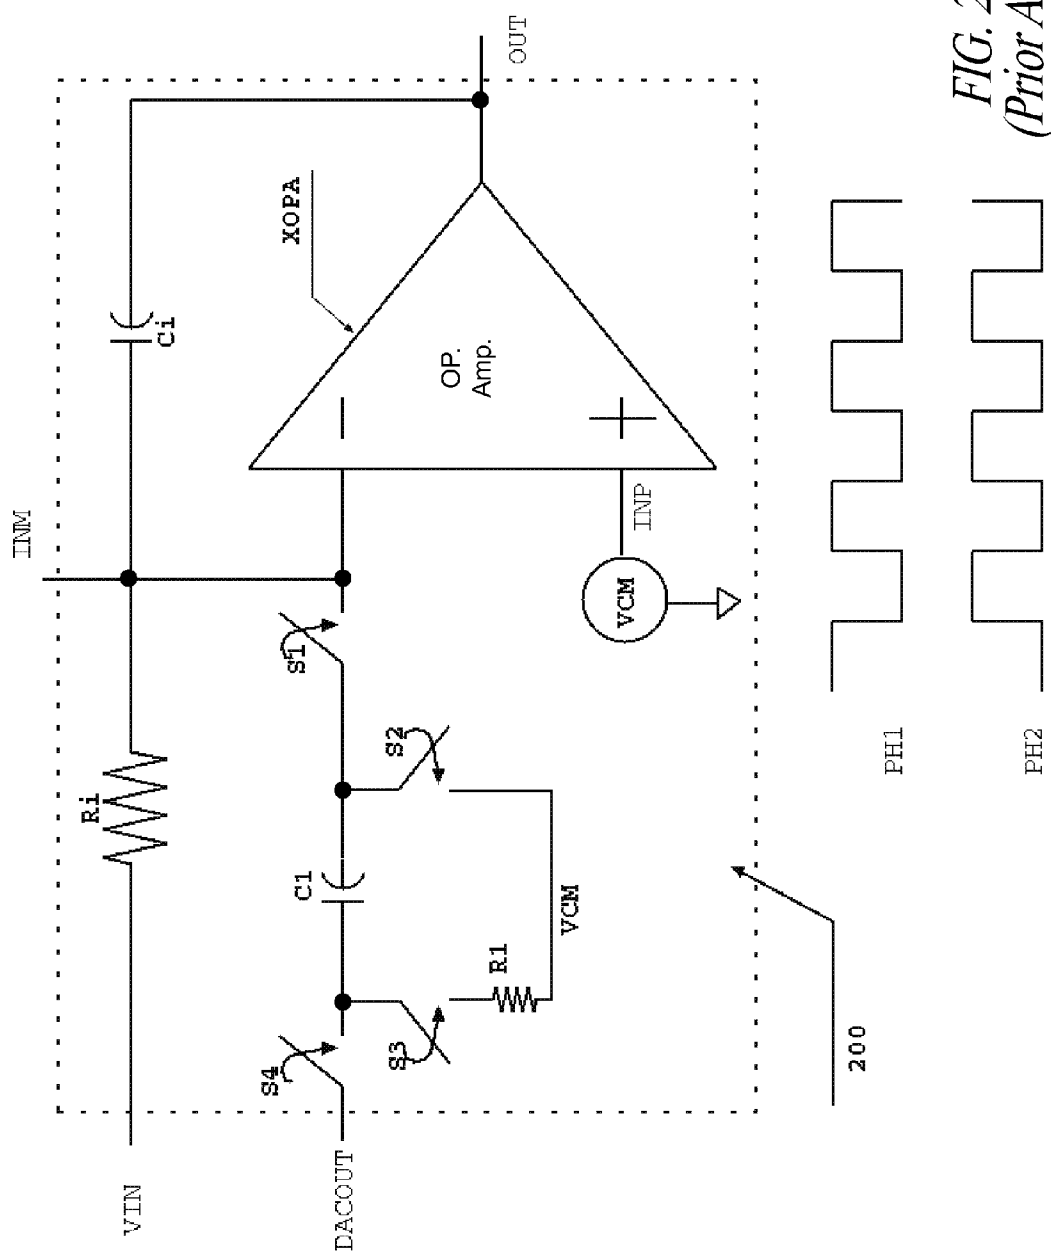 INM
OUT
Ci
XOPA
Ri
OP.
Amp.
VIN
S1
S2
INP
VCM
C1
S4
S3
R1
VCM
DACOUT
200
PH1
PH2
FIG. 2
(Prior